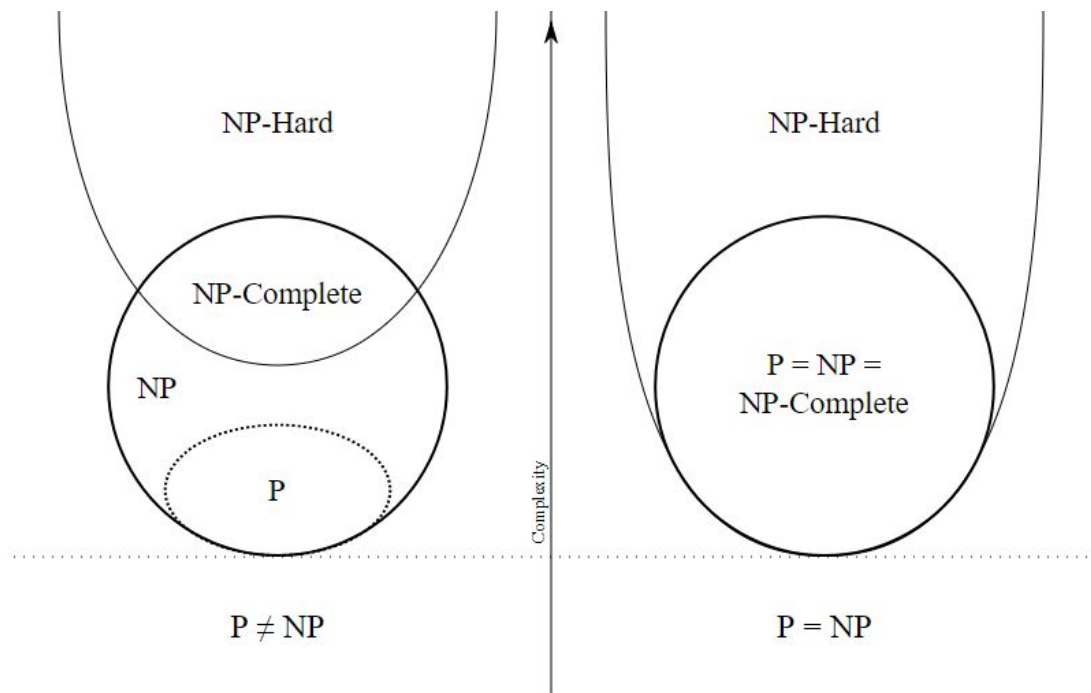 NP-Hard
NP-Complete
NP
P
P ≠ NP
Complexity
NP-Hard
P = NP =
NP-Complete
P = NP